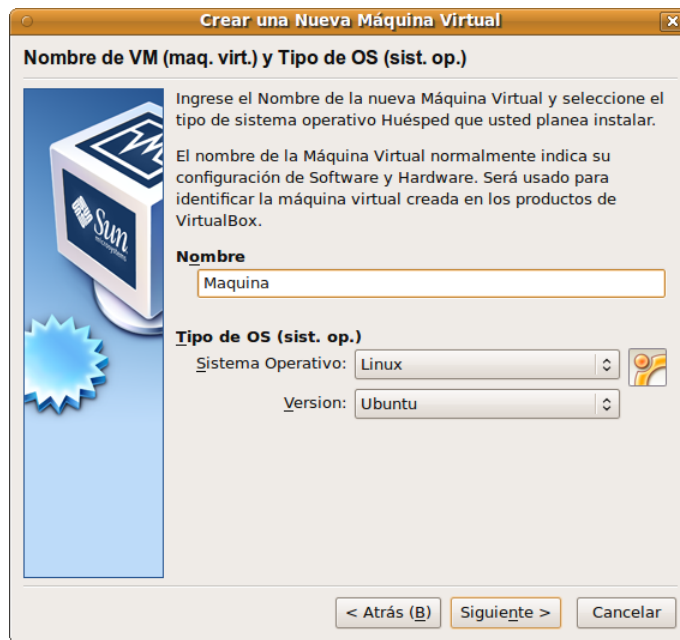 Crear una Nueva Máquina Virtual
Nombre de VM (maq. virt.) y Tipo de OS (sist. op.)
Ingrese el Nombre de la nueva Máquina Virtual y seleccione el
tipo de sistema operativo Huésped que usted planea instalar.
El nombre de la Máquina Virtual normalmente indica su
configuración de Software y Hardware. Será usado para
identificar la máquina virtual creada en los productos de
VirtualBox.
Sun
microsystems
Nombre
Maquina
Tipo de OS (sist. op.)
Sistema Operativo: Linux
Version: Ubuntu
< Atrás (B) Siguiente > Cancelar